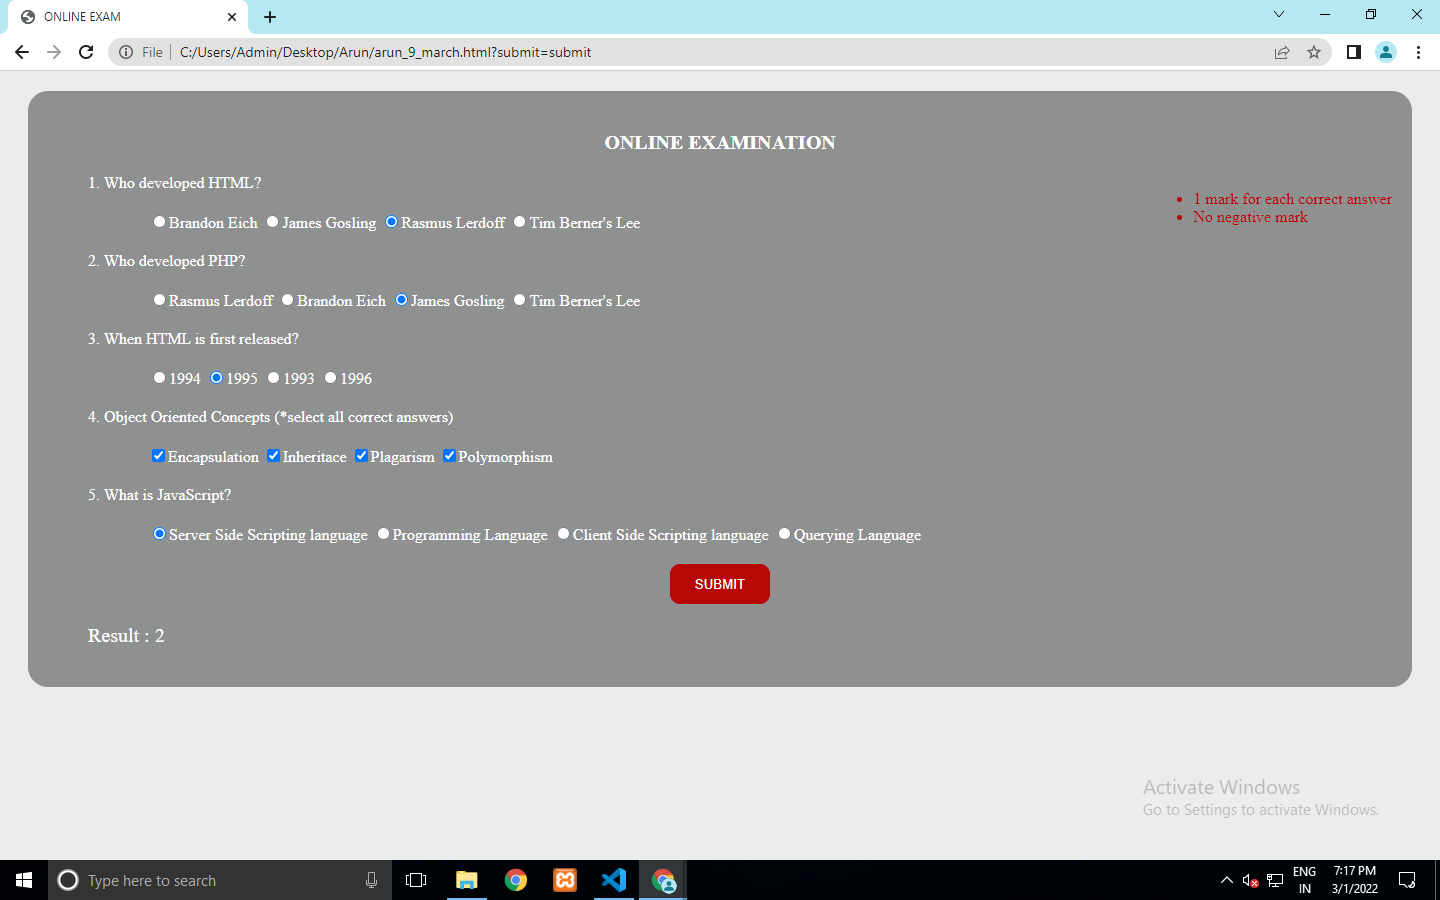 ONLINE EXAM
File
C:/Users/Admin/Desktop/Arun/arun_9_march.html?submit=submit
ONLINE EXAMINATION
1. Who developed HTML?
1 mark for each correct answer
No negative mark
Brandon Eich James Gosling Rasmus Lerdoff Tim Berner's Lee
2. Who developed PHP?
Rasmus Lerdoff Brandon Eich James Gosling Tim Berner's Lee
3. When HTML is first released?
1994 1995 1993 1996
4. Object Oriented Concepts (*select all correct answers)
Encapsulation Inheritace Plagarism Polymorphism
5. What is JavaScript?
Server Side Scripting language Programming Language Client Side Scripting language Querying Language
SUBMIT
Result : 2
Activate Windows
Go to Settings to activate Windows.
Type here to search
ENG
IN
7:17 PM
3/1/2022